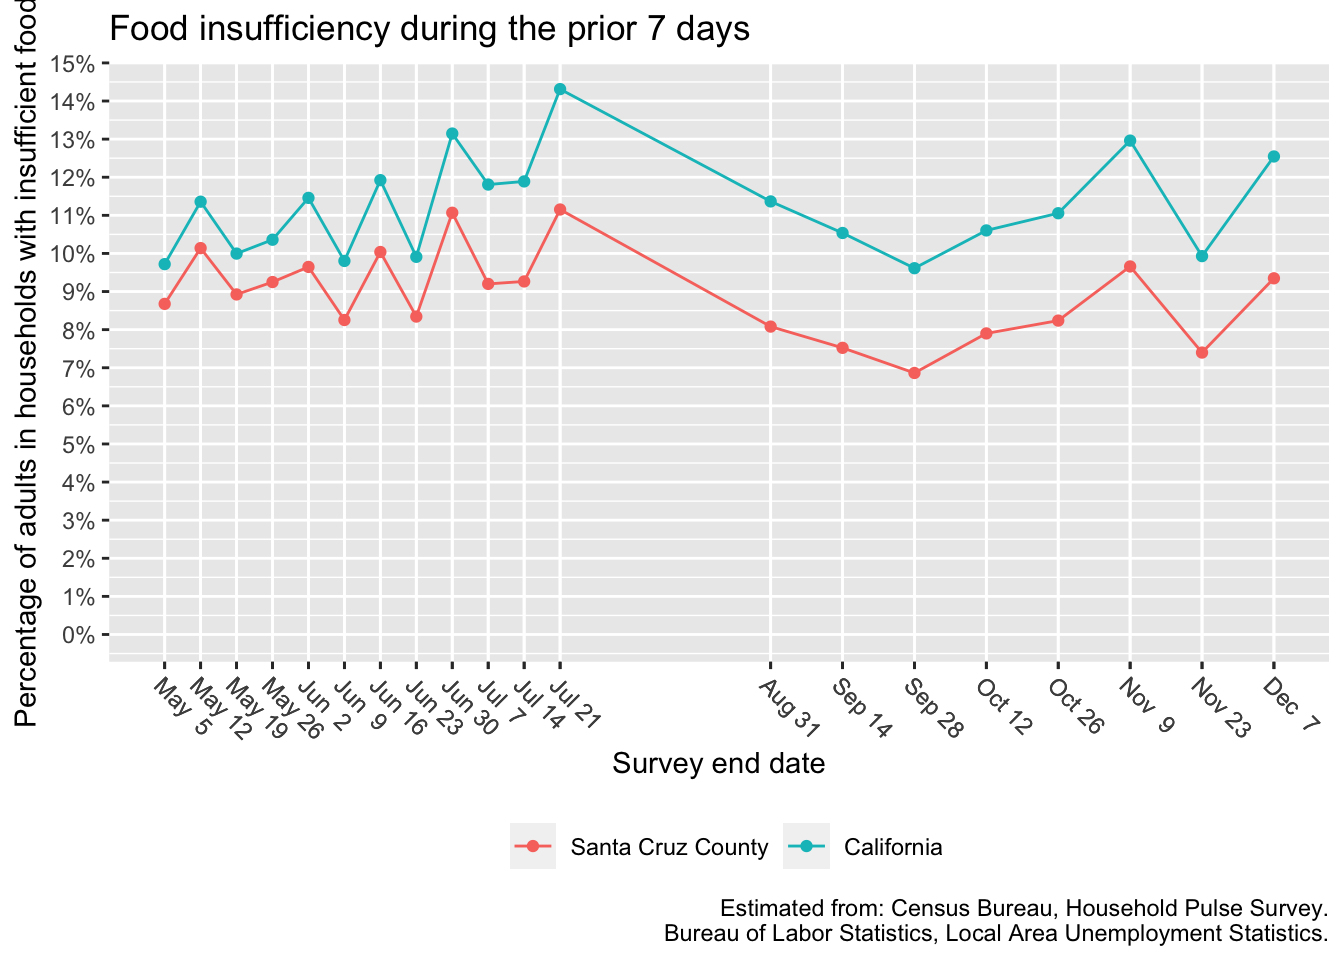 Food insufficiency during the prior 7 days
Percentage of adults in households with insufficient food
15%
14%
13%
12%
11%
10%
9%
8%
7%
6%
5%
4%
3%
2%
1%
0%
May 5
May 12
May 19
May 26
Jun 2
Jun 9
Jun 16
Jun 23
Jun 30
Jul 7
Jul 14
Jul 21
Aug 31
Sep 14
Sep 28
Oct 12
Oct 26
Nov 9
Nov 23
Dec 7
Survey end date
Santa Cruz County
California
Estimated from: Census Bureau, Household Pulse Survey.
Bureau of Labor Statistics, Local Area Unemployment Statistics.